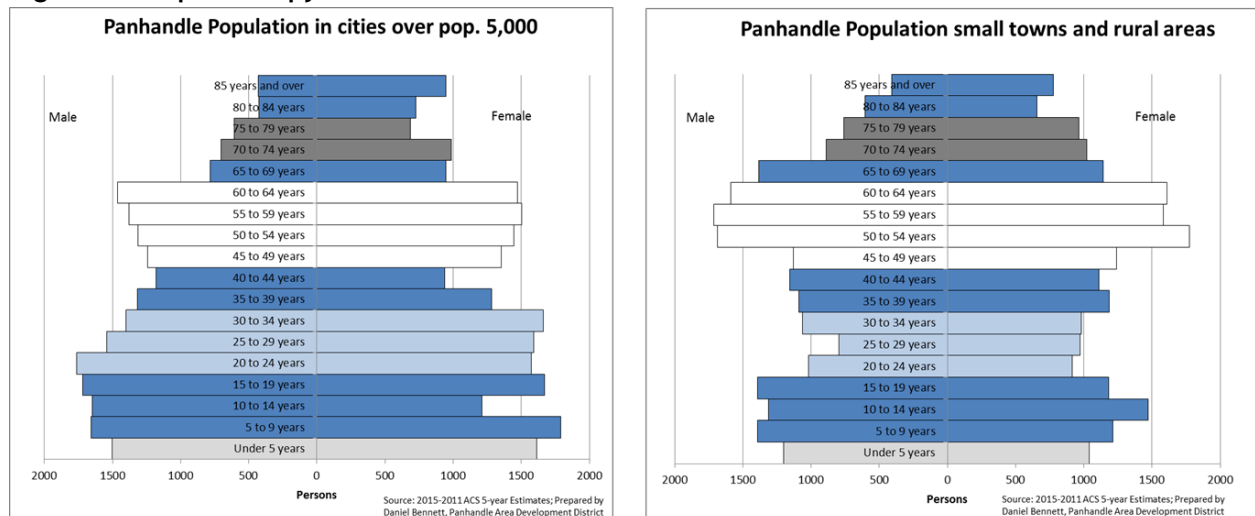 Panhandle Population in cities over pop. 5,000
Male
Female
85 years and over
80 to 84 years
75 to 79 years
70 to 74 years
65 to 69 years
60 to 64 years
55 to 59 years
50 to 54 years
45 to 49 years
40 to 44 years
35 to 39 years
30 to 34 years
25 to 29 years
20 to 24 years
15 to 19 years
10 to 14 years
5 to 9 years
Under 5 years
2000 1500 1000 500 0 500 1000 1500 2000
Persons
Source: 2015-2011 ACS 5-year Estimates; Prepared by
Daniel Bennett, Panhandle Area Development District
Panhandle Population small towns and rural areas
Male
Female
85 years and over
80 to 84 years
75 to 79 years
70 to 74 years
65 to 69 years
60 to 64 years
55 to 59 years
50 to 54 years
45 to 49 years
40 to 44 years
35 to 39 years
30 to 34 years
25 to 29 years
20 to 24 years
15 to 19 years
10 to 14 years
5 to 9 years
Under 5 years
2000 1500 1000 500 0 500 1000 1500 2000
Persons
Source: 2015-2011 ACS 5-year Estimates; Prepared by
Daniel Bennett, Panhandle Area Development District